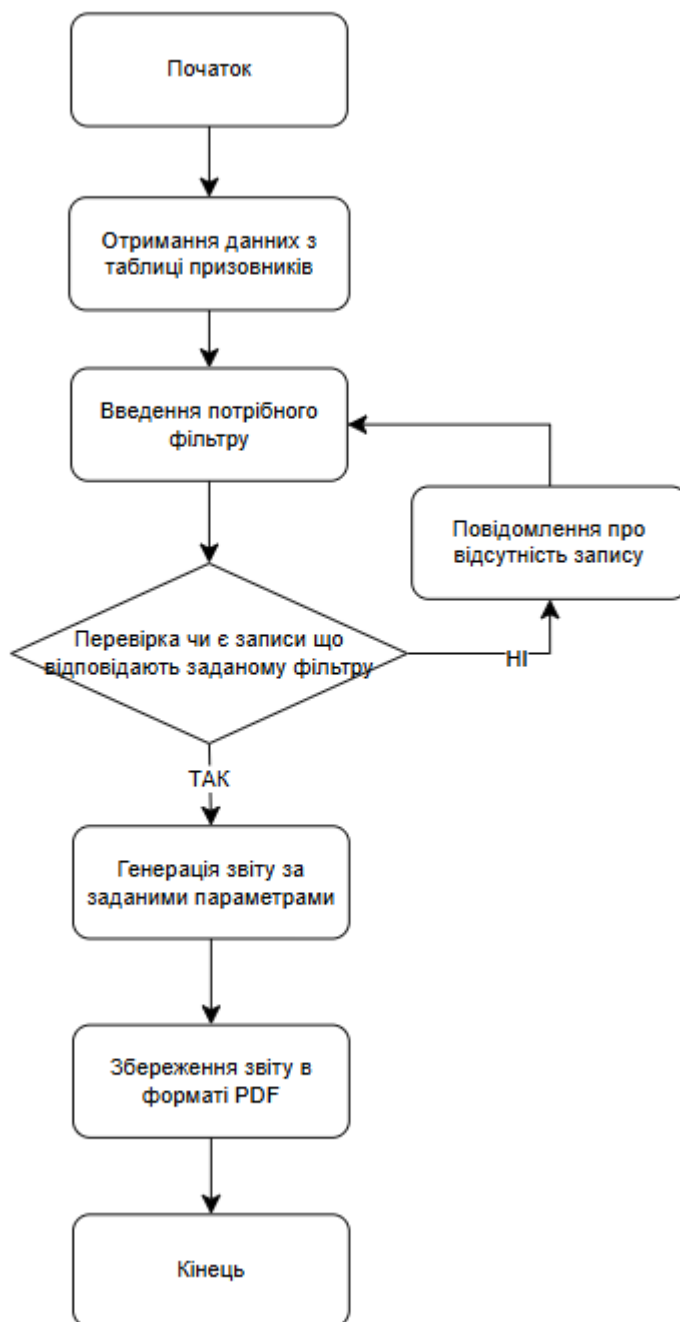 Початок
Отримання данних з
таблиці призовників
Введення потрібного
фільтру
Повідомлення про
відсутність запису
Перевірка чи є записи що
відповідають заданому фільтру
НІ
ТАК
Генерація звіту за
заданими параметрами
Збереження звіту в
форматі PDF
Кінець